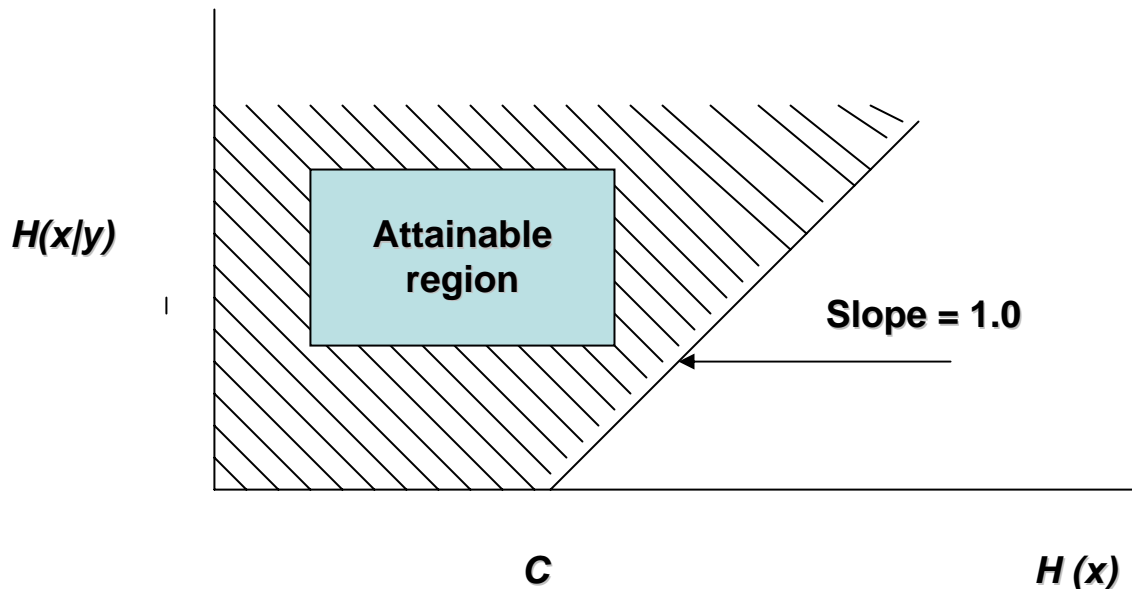 Attainable
region
H(x|y)
Slope = 1.0
C
H (x)